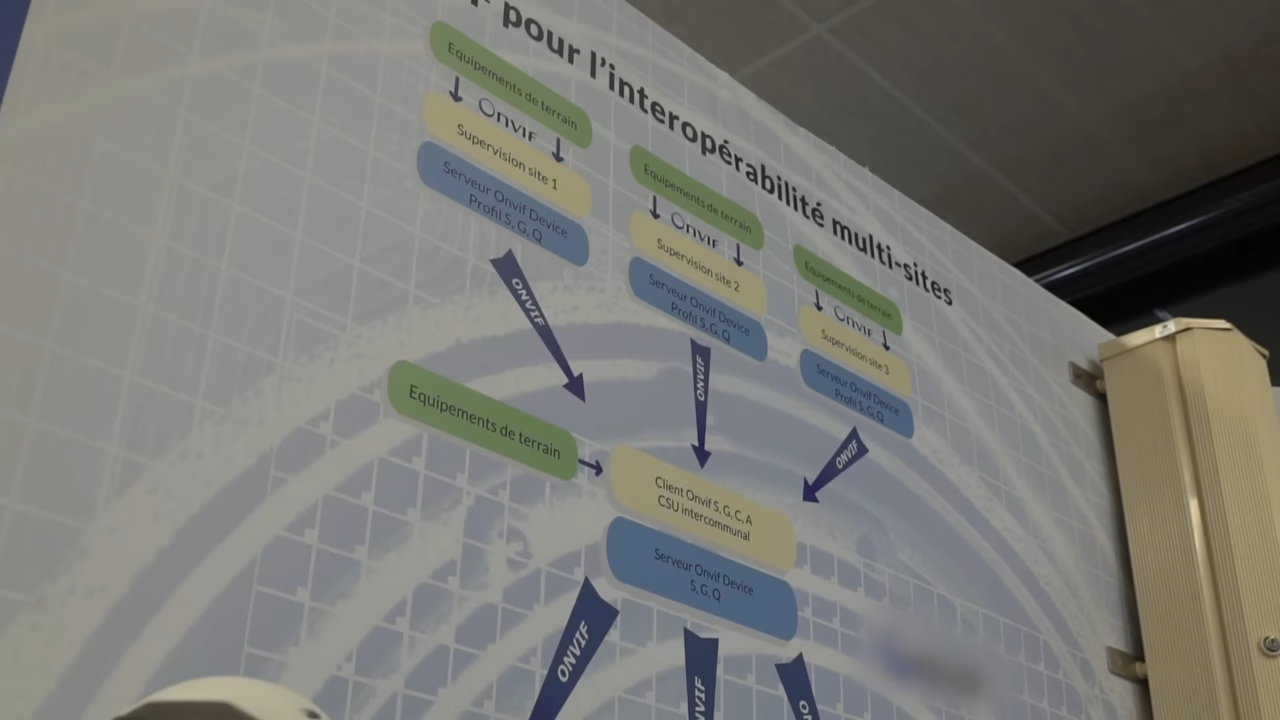 pour l'interopérabilité multi-sites
Equipements de terrain
ONVIF
Supervision site 1
Serveur Onvif Device
Profil S, G, Q
Equipements de terrain
ONVIF
Supervision site 2
Serveur Onvif Device
Profil S, G, Q
Equipements de terrain
ONVIF
Supervision site 3
Serveur Onvif Device
Profil S, G, Q
ONVIF
ONVIF
ONVIF
Equipements de terrain
Client Onvif S, G, C, A
CSU intercommunal
Serveur Onvif Device
S, G, Q
ONVIF